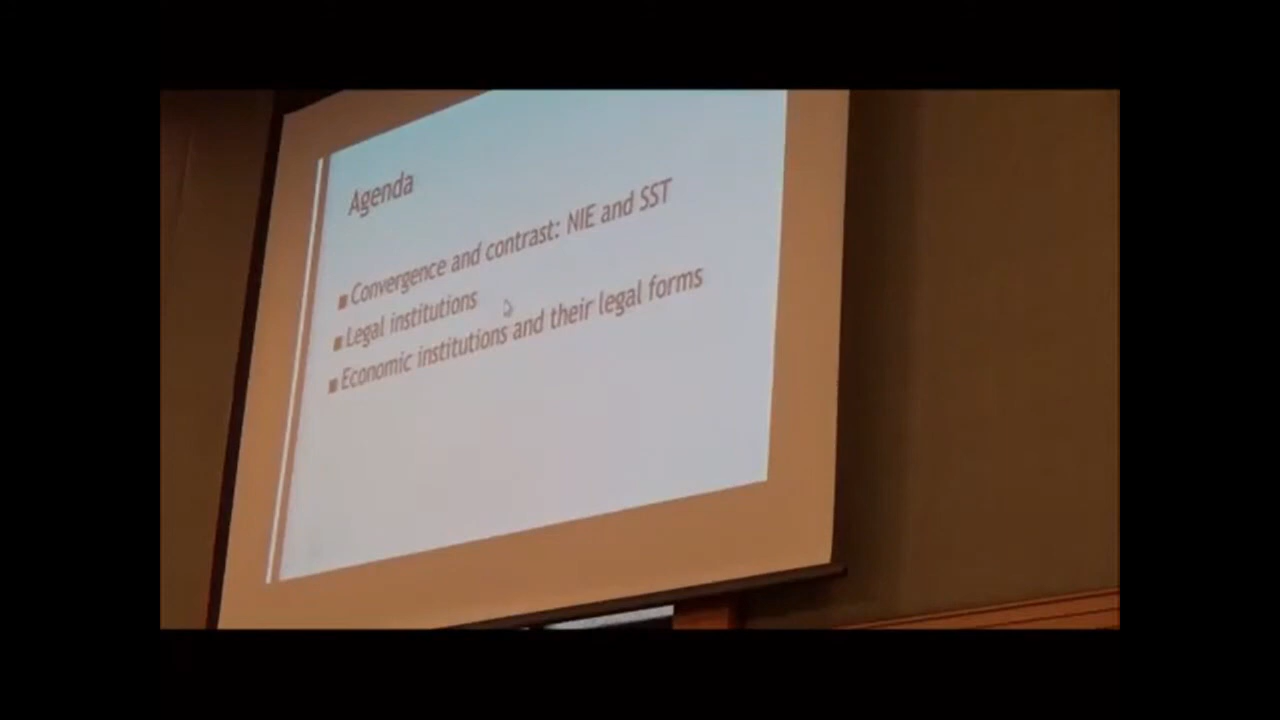 Agenda
Convergence and contrast: NIE and SST
Legal institutions
Economic institutions and their legal forms